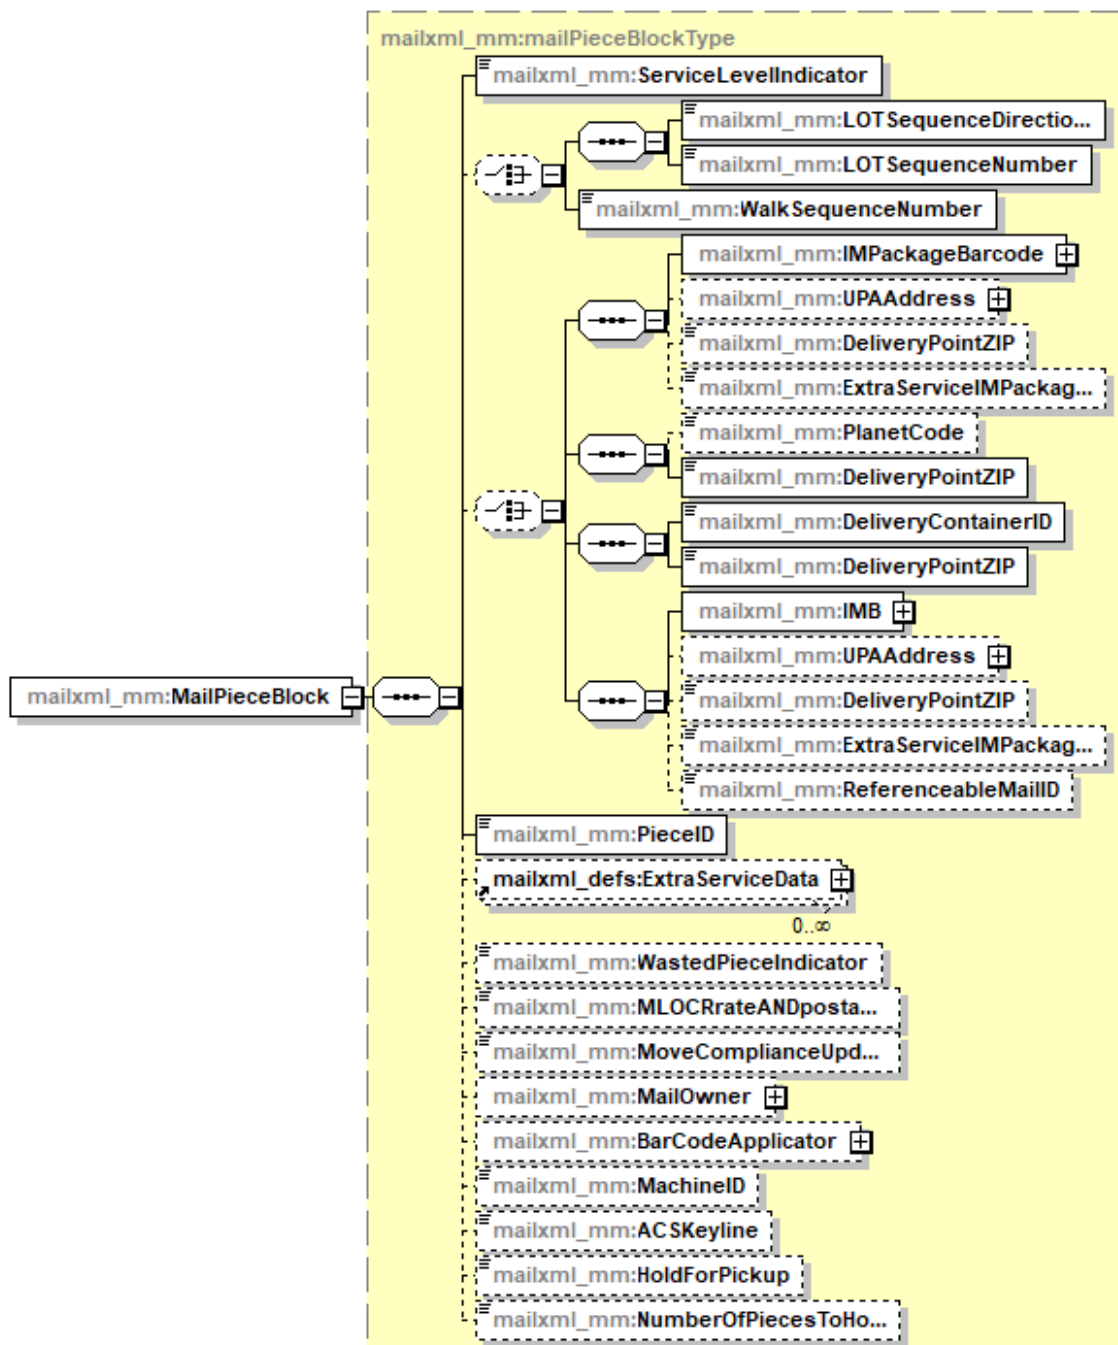 mailxml_mm:mailPieceBlockType
mailxml_mm:ServiceLevelIndicator
mailxml_mm:LOTSequenceDirectio...
mailxml_mm:LOTSequenceNumber
mailxml_mm:WalkSequenceNumber
mailxml_mm:IMPackageBarcode
mailxml_mm:UPAAddress
mailxml_mm:DeliveryPointZIP
mailxml_mm:ExtraServiceIMPackag...
mailxml_mm:PlanetCode
mailxml_mm:DeliveryPointZIP
mailxml_mm:DeliveryContainerID
mailxml_mm:DeliveryPointZIP
mailxml_mm:IMB
mailxml_mm:UPAAddress
mailxml_mm:MailPieceBlock
mailxml_mm:DeliveryPointZIP
mailxml_mm:ExtraServiceIMPackag...
mailxml_mm:ReferenceableMailID
mailxml_mm:PieceID
mailxml_defs:ExtraServiceData
0..∞
mailxml_mm:WastedPieceIndicator
mailxml_mm:MLOCRrateANDposta...
mailxml_mm:MoveComplianceUpd...
mailxml_mm:MailOwner
mailxml_mm:BarCodeApplicator
mailxml_mm:MachineID
mailxml_mm:ACSKeyline
mailxml_mm:HoldForPickup
mailxml_mm:NumberOfPiecesToHo...